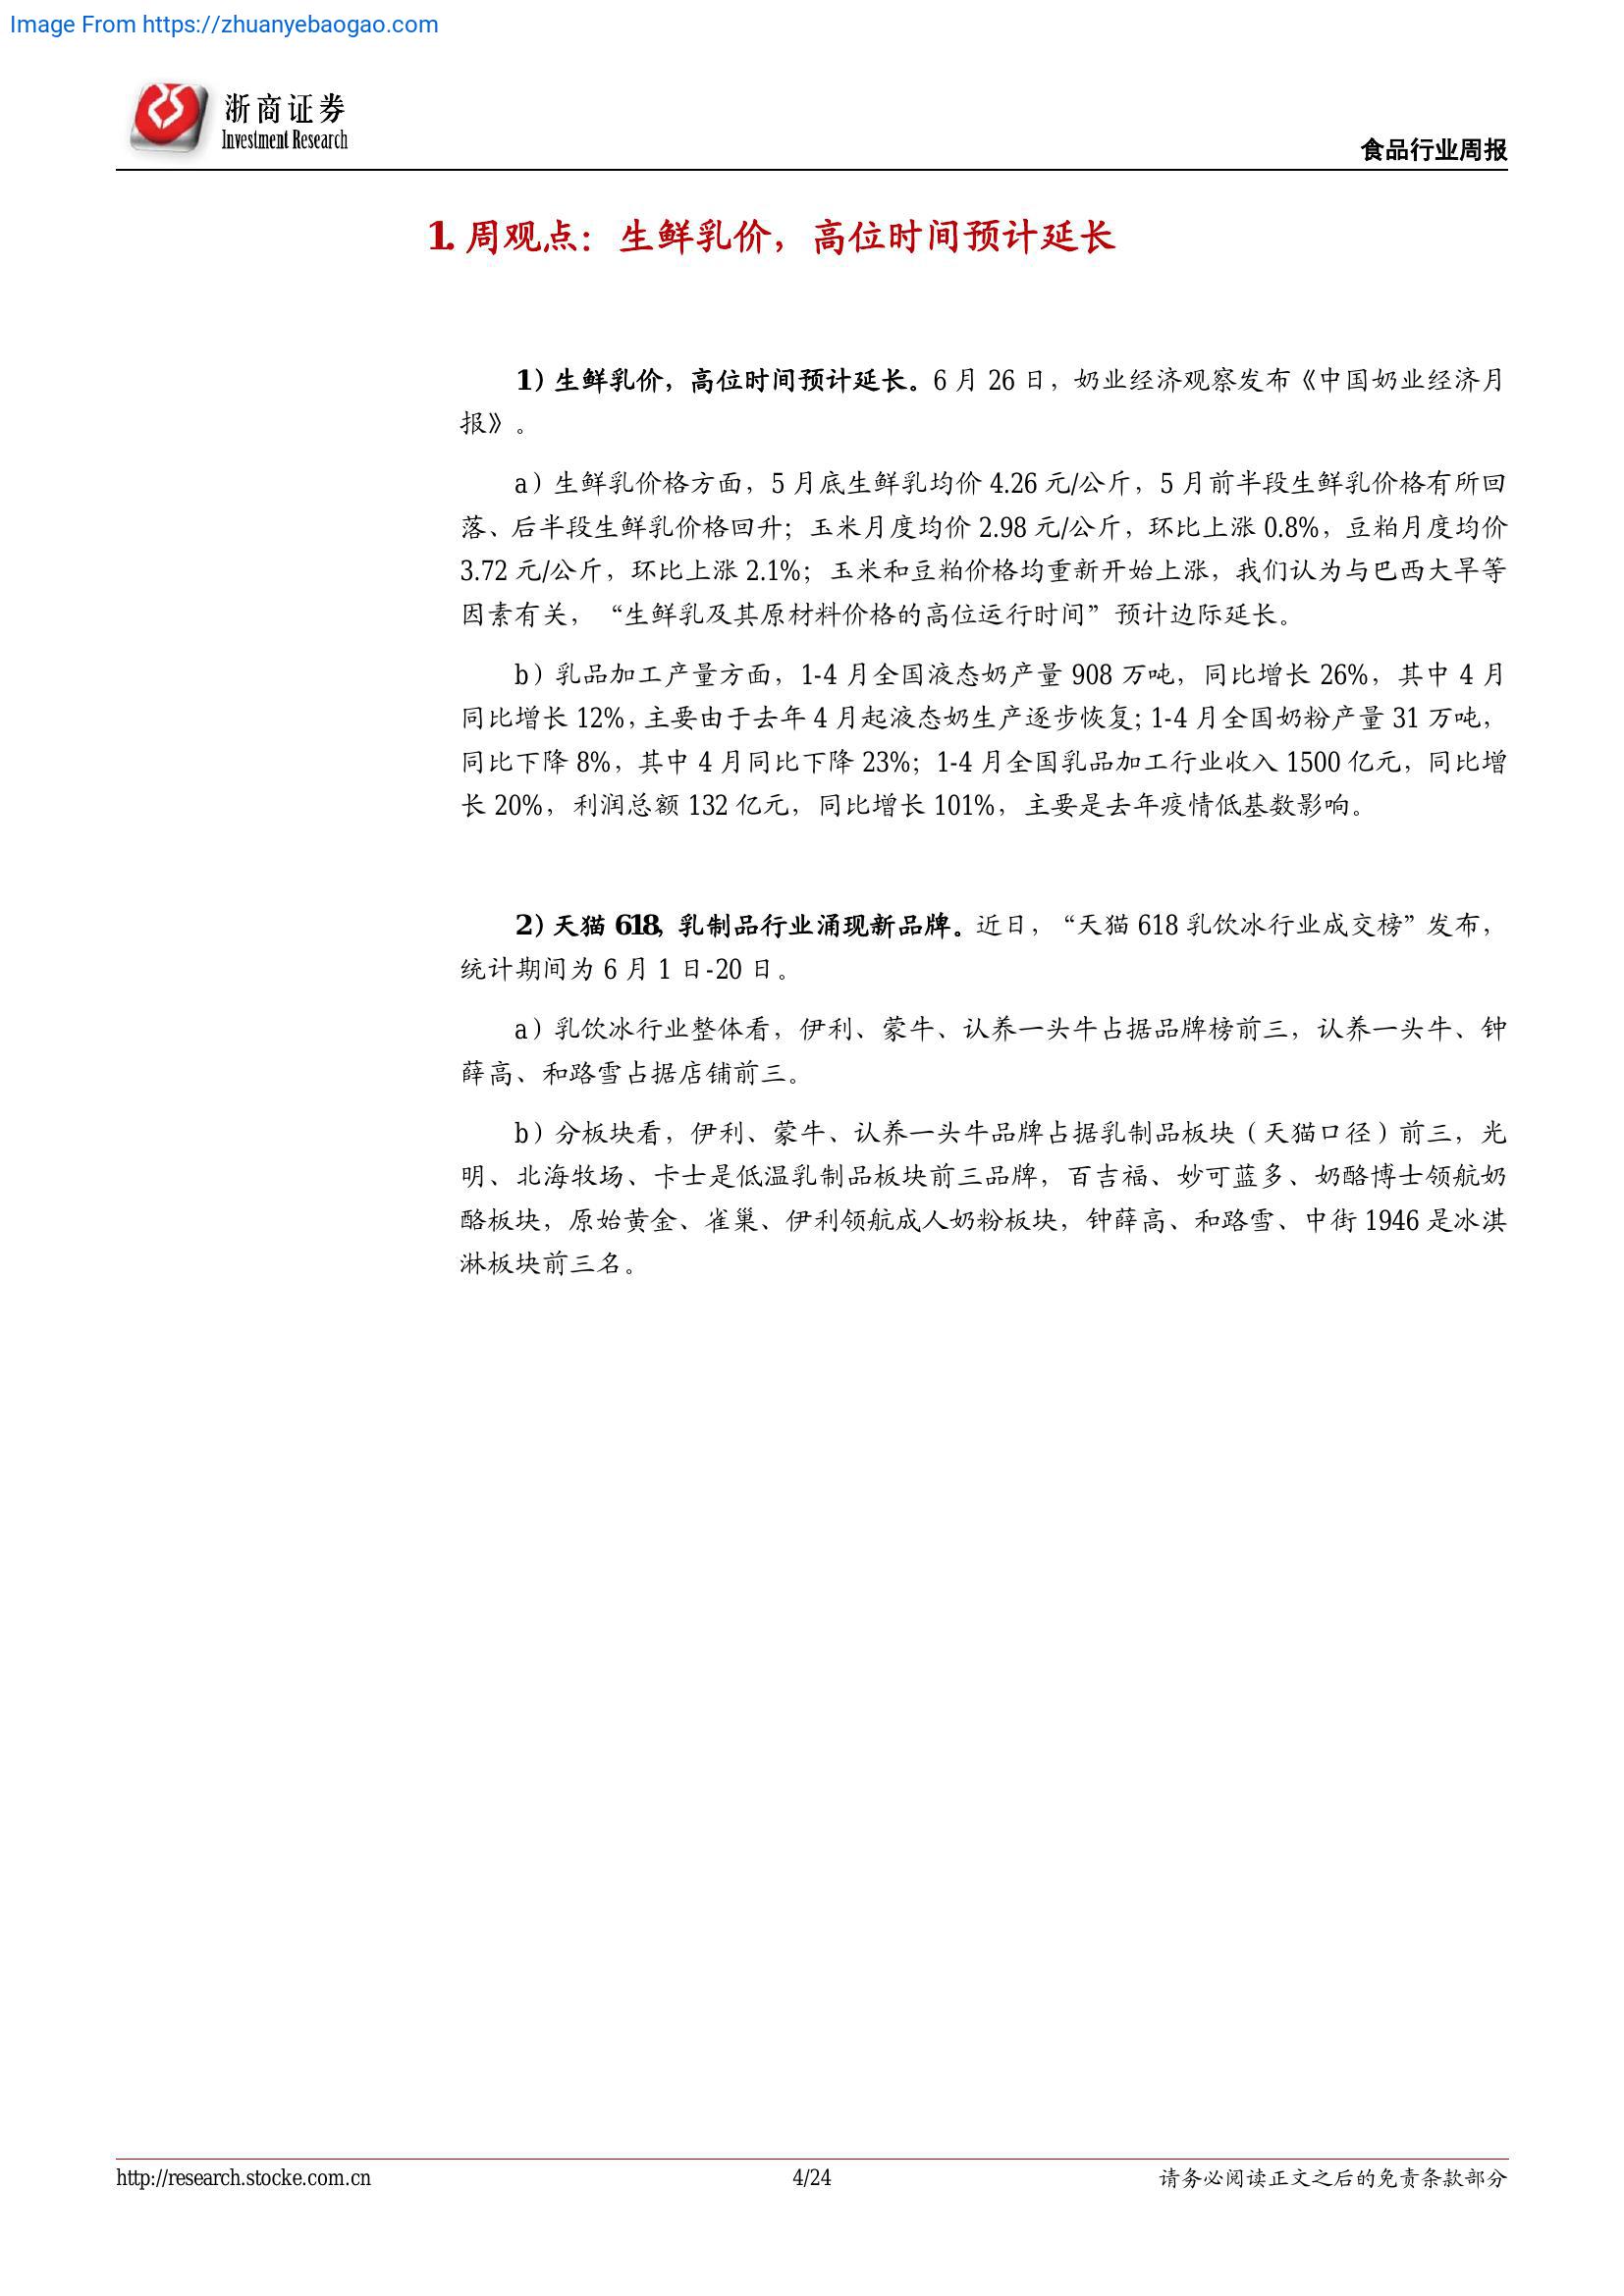 Image From https://zhuanyebaogao.com
浙商证券
Investment Research
食品行业周报
1. 周观点：生鲜乳价，高位时间预计延长
1）生鲜乳价，高位时间预计延长。6 月 26 日，奶业经济观察发布《中国奶业经济月
报》。
a）生鲜乳价格方面，5 月底生鲜乳均价 4.26 元/公斤，5 月前半段生鲜乳价格有所回
落、后半段生鲜乳价格回升；玉米月度均价 2.98 元/公斤，环比上涨 0.8%，豆粕月度均价
3.72 元/公斤，环比上涨 2.1%；玉米和豆粕价格均重新开始上涨，我们认为与巴西大旱等
因素有关，“生鲜乳及其原材料价格的高位运行时间”预计边际延长。
b）乳品加工产量方面，1-4 月全国液态奶产量 908 万吨，同比增长 26%，其中 4 月
同比增长 12%，主要由于去年 4 月起液态奶生产逐步恢复；1-4 月全国奶粉产量 31 万吨，
同比下降 8%，其中 4 月同比下降 23%；1-4 月全国乳品加工行业收入 1500 亿元，同比增
长 20%，利润总额 132 亿元，同比增长 101%，主要是去年疫情低基数影响。
2）天猫 618，乳制品行业涌现新品牌。近日，“天猫 618 乳饮冰行业成交榜”发布，
统计期间为 6 月 1 日-20 日。
a）乳饮冰行业整体看，伊利、蒙牛、认养一头牛占据品牌榜前三，认养一头牛、钟
薛高、和路雪占据店铺前三。
b）分板块看，伊利、蒙牛、认养一头牛品牌占据乳制品板块（天猫口径）前三，光
明、北海牧场、卡士是低温乳制品板块前三品牌，百吉福、妙可蓝多、奶酪博士领航奶
酪板块，原始黄金、雀巢、伊利领航成人奶粉板块，钟薛高、和路雪、中街 1946 是冰淇
淋板块前三名。
http://research.stocke.com.cn
4/24
请务必阅读正文之后的免责条款部分